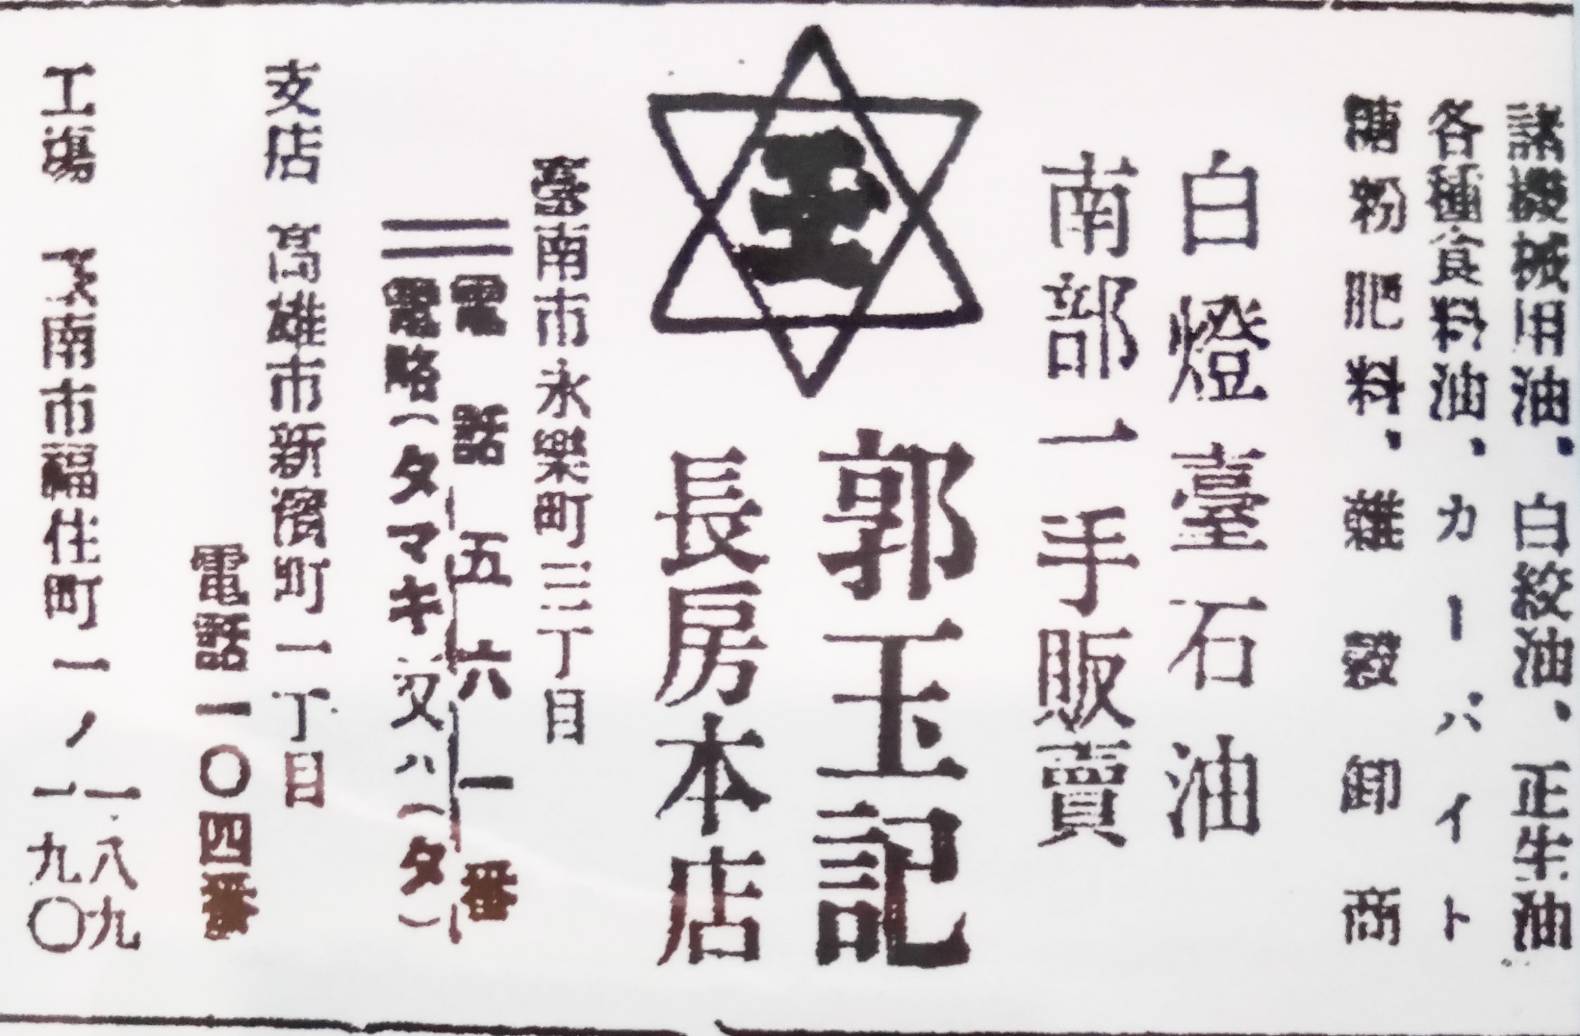 諸機械用油、白絞油、正生油
各種食料油、カーバイト
糖粉肥料、雜穀卸商
白燈臺石油
南部一手販賣
玉
郭玉記
長房本店
臺南市永樂町三丁目
電話五六一番
電略(タマキ)又ハ(タ)
支店 高雄市新濱町一丁目
電話一〇四番
工場 臺南市福住町一ノ一八九
一九〇